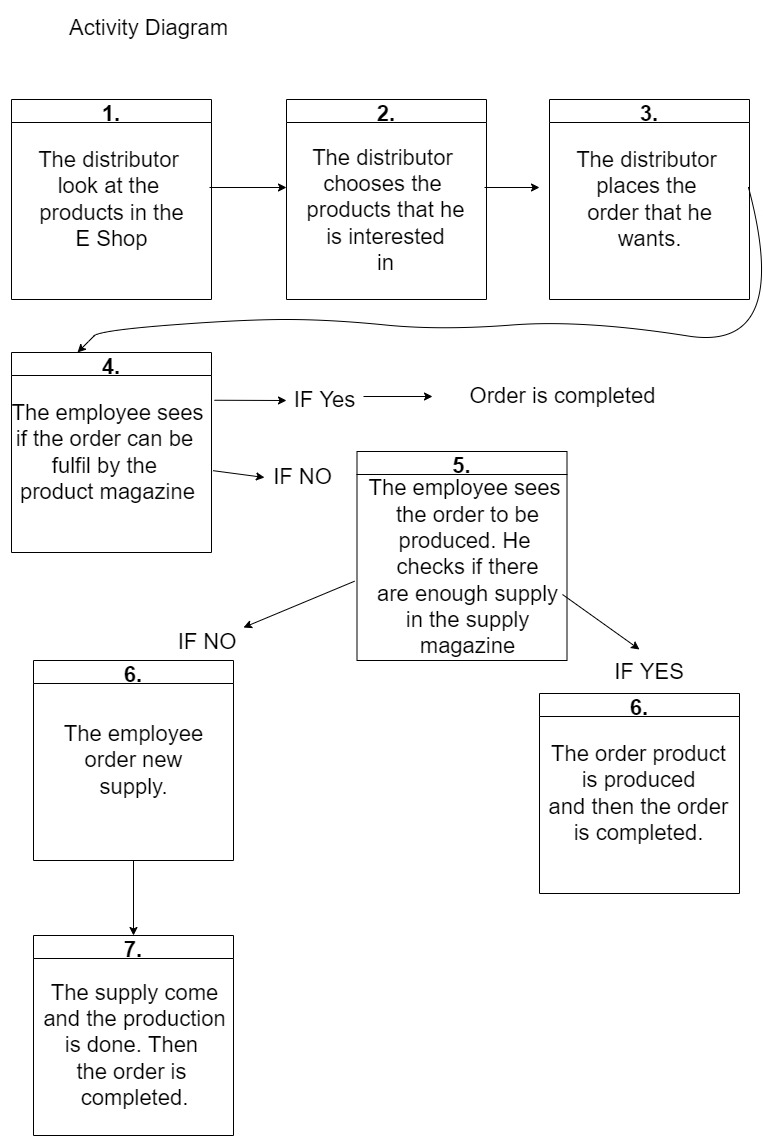 Activity Diagram
1.
The distributor
look at the
products in the
E Shop
2.
The distributor
chooses the
products that he
is interested
in
3.
The distributor
places the
order that he
wants.
4.
The employee sees
if the order can be
fulfil by the
product magazine
IF Yes
Order is completed
IF NO
5.
The employee sees
the order to be
produced. He
checks if there
are enough supply
in the supply
magazine
IF NO
6.
The employee
order new
supply.
IF YES
6.
The order product
is produced
and then the order
is completed.
7.
The supply come
and the production
is done. Then
the order is
completed.